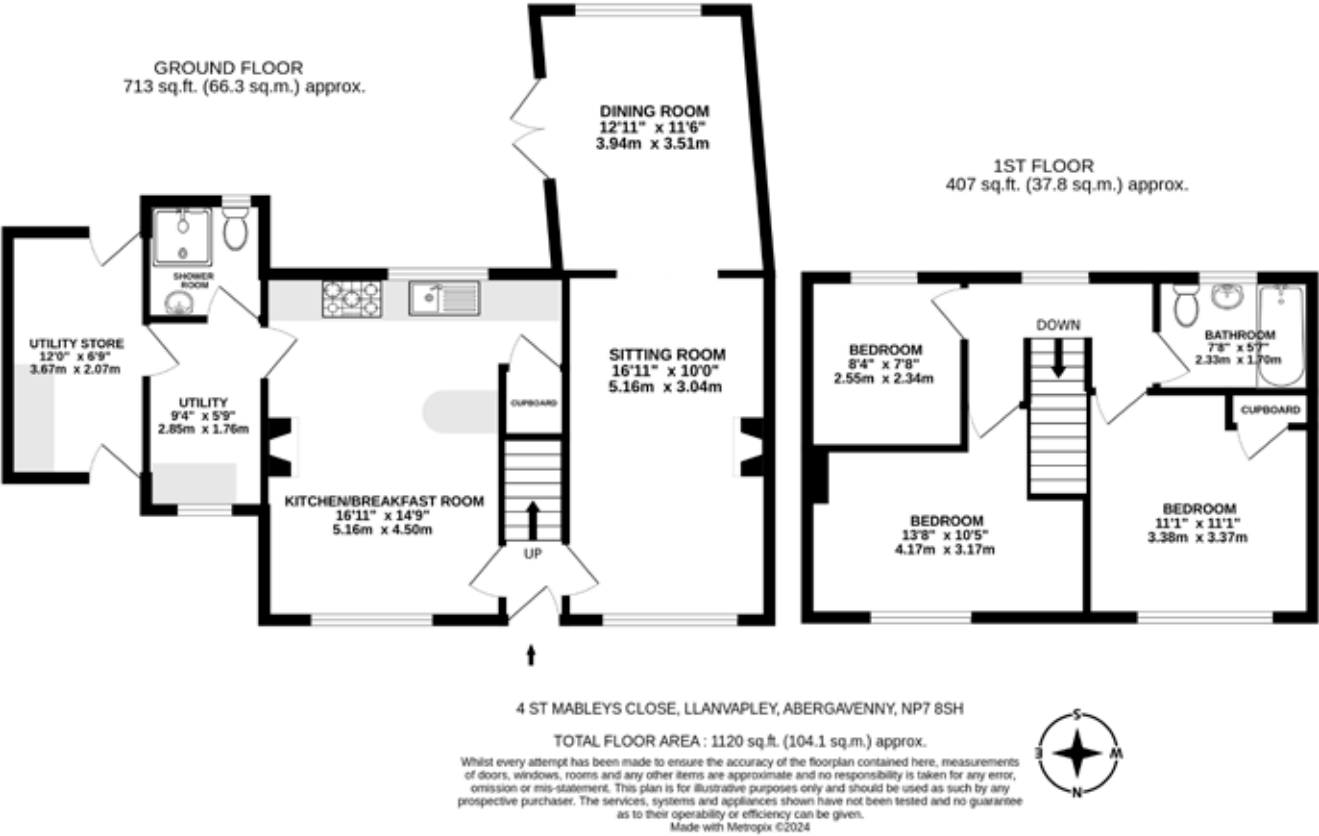 GROUND FLOOR
713 sq.ft. (66.3 sq.m.) approx.
DINING ROOM
12'11" x 11'6"
3.94m x 3.51m
1ST FLOOR
407 sq.ft. (37.8 sq.m.) approx.
SHOWER
ROOM
UTILITY STORE
12'0" x 6'9"
3.67m x 2.07m
UTILITY
9'4" x 5'9"
2.85m x 1.76m
CUPBOARD
SITTING ROOM
16'11" x 10'0"
5.16m x 3.04m
KITCHEN/BREAKFAST ROOM
16'11" x 14'9"
5.16m x 4.50m
UP
BEDROOM
8'4" x 7'8"
2.55m x 2.34m
DOWN
BATHROOM
7'8" x 5'7"
2.33m x 1.70m
CUPBOARD
BEDROOM
13'8" x 10'5"
4.17m x 3.17m
BEDROOM
11'1" x 11'1"
3.38m x 3.37m
4 ST MABLEYS CLOSE, LLANVAPLEY, ABERGAVENNY, NP7 8SH
TOTAL FLOOR AREA : 1120 sq.ft. (104.1 sq.m.) approx.
Whilst every attempt has been made to ensure the accuracy of the floorplan contained here, measurements
of doors, windows, rooms and any other items are approximate and no responsibility is taken for any error,
omission or mis-statement. This plan is for illustrative purposes only and should be used as such by any
prospective purchaser. The services, systems and appliances shown have not been tested and no guarantee
as to their operability or efficiency can be given.
Made with Metropix ©2024
S
E W
N